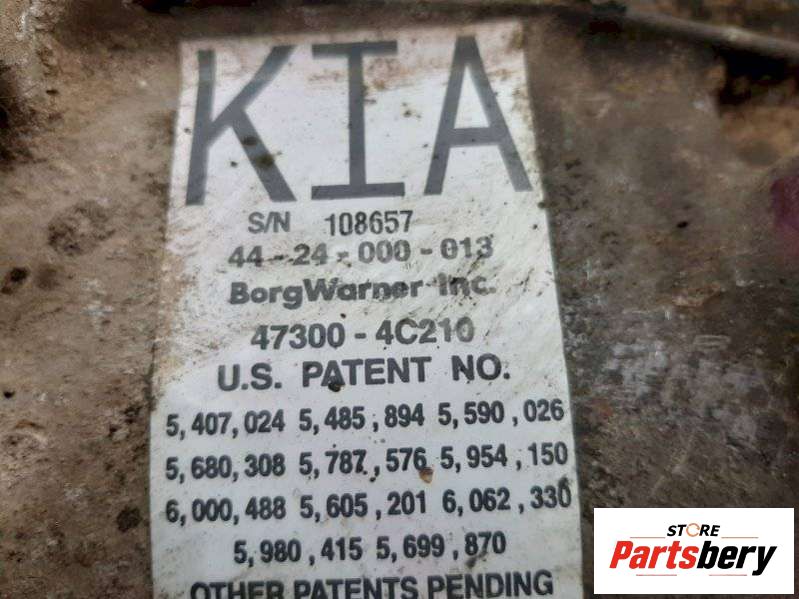 KIA
S/N 108657
44-24-000-013
BorgWarner Inc.
47300-4C210
U.S. PATENT NO.
5,407,024 5,485,894 5,590,026
5,680,308 5,787,576 5,954,150
6,000,488 5,605,201 6,062,330
5,980,415 5,699,870
OTHER PATENTS PENDING
STORE
Partsbery